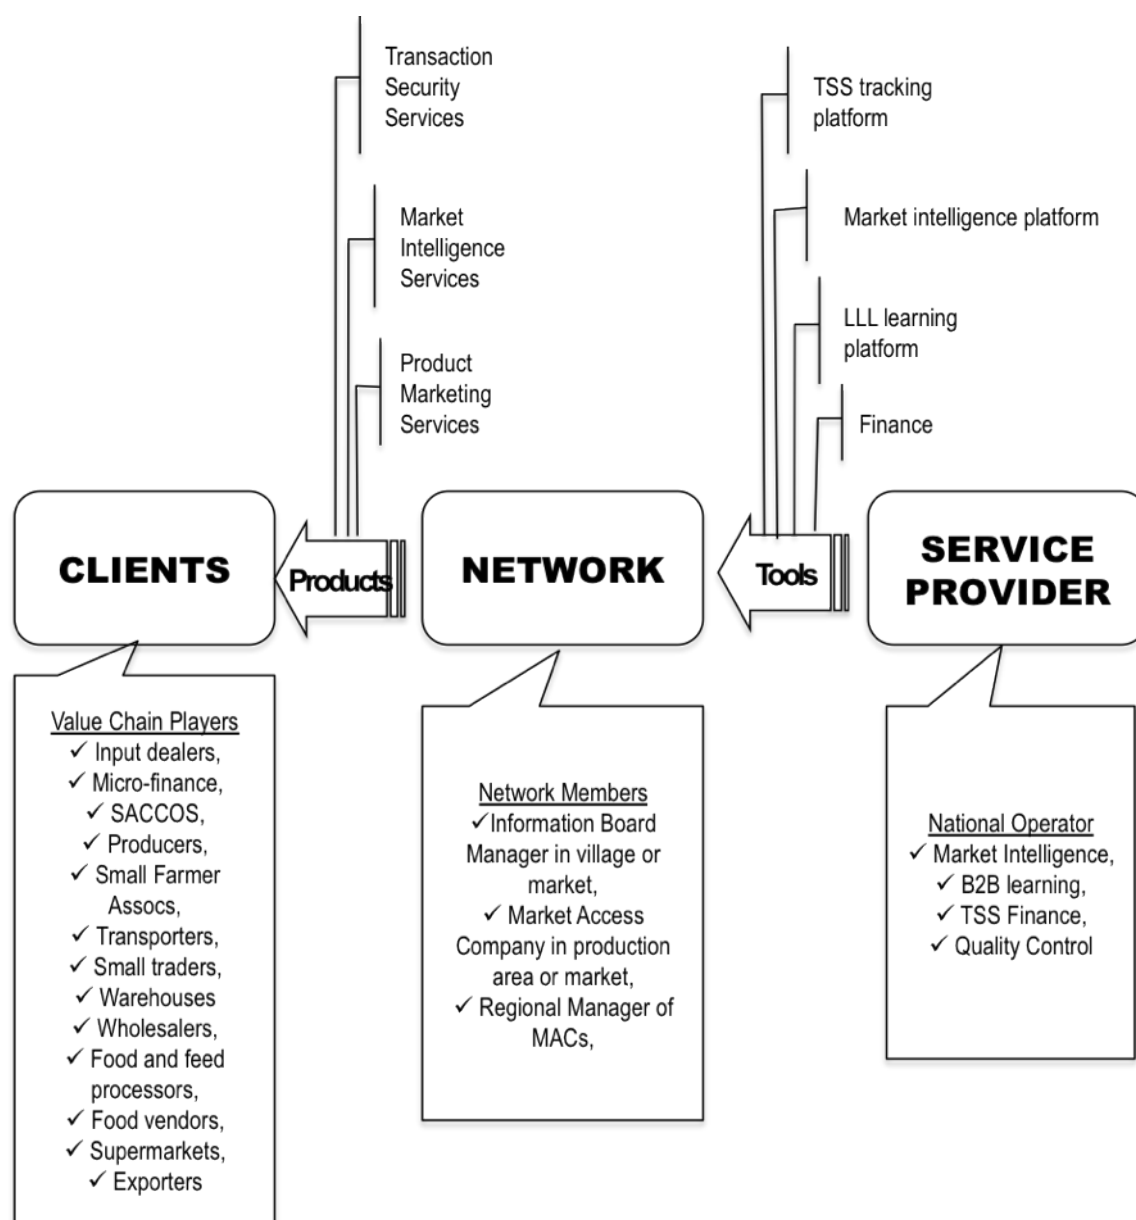 Transaction
Security
Services
TSS tracking
platform
Market
Intelligence
Services
Market intelligence platform
LLL learning
platform
Product
Marketing
Services
Finance
CLIENTS
Products
NETWORK
Tools
SERVICE
PROVIDER
Value Chain Players
✓ Input dealers,
✓ Micro-finance,
✓ SACCOS,
✓ Producers,
✓ Small Farmer
Assocs,
✓ Transporters,
✓ Small traders,
✓ Warehouses
✓ Wholesalers,
✓ Food and feed
processors,
✓ Food vendors,
✓ Supermarkets,
✓ Exporters
Network Members
✓Information Board
Manager in village or
market,
✓ Market Access
Company in production
area or market,
✓ Regional Manager of
MACs,
National Operator
✓ Market Intelligence,
✓ B2B learning,
✓ TSS Finance,
✓ Quality Control